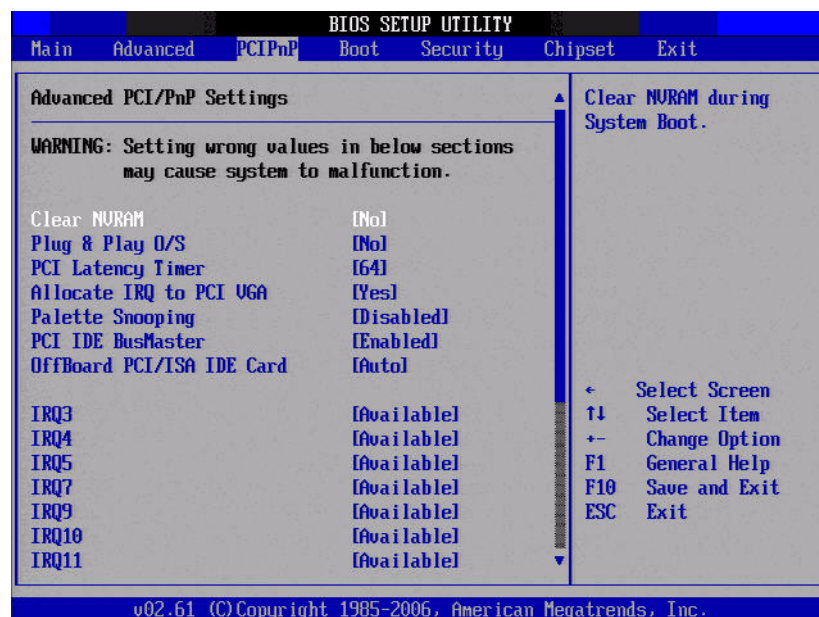 BIOS SETUP UTILITY
Main Advanced PCIPnP Boot Security Chipset Exit
Advanced PCI/PnP Settings
WARNING: Setting wrong values in below sections
may cause system to malfunction.
Clear NVRAM [No]
Plug & Play O/S [No]
PCI Latency Timer [64]
Allocate IRQ to PCI VGA [Yes]
Palette Snooping [Disabled]
PCI IDE BusMaster [Enabled]
OffBoard PCI/ISA IDE Card [Auto]
IRQ3 [Available]
IRQ4 [Available]
IRQ5 [Available]
IRQ7 [Available]
IRQ9 [Available]
IRQ10 [Available]
IRQ11 [Available]
Clear NVRAM during
System Boot.
← Select Screen
↑↓ Select Item
+- Change Option
F1 General Help
F10 Save and Exit
ESC Exit
v02.61 (C)Copyright 1985-2006, American Megatrends, Inc.